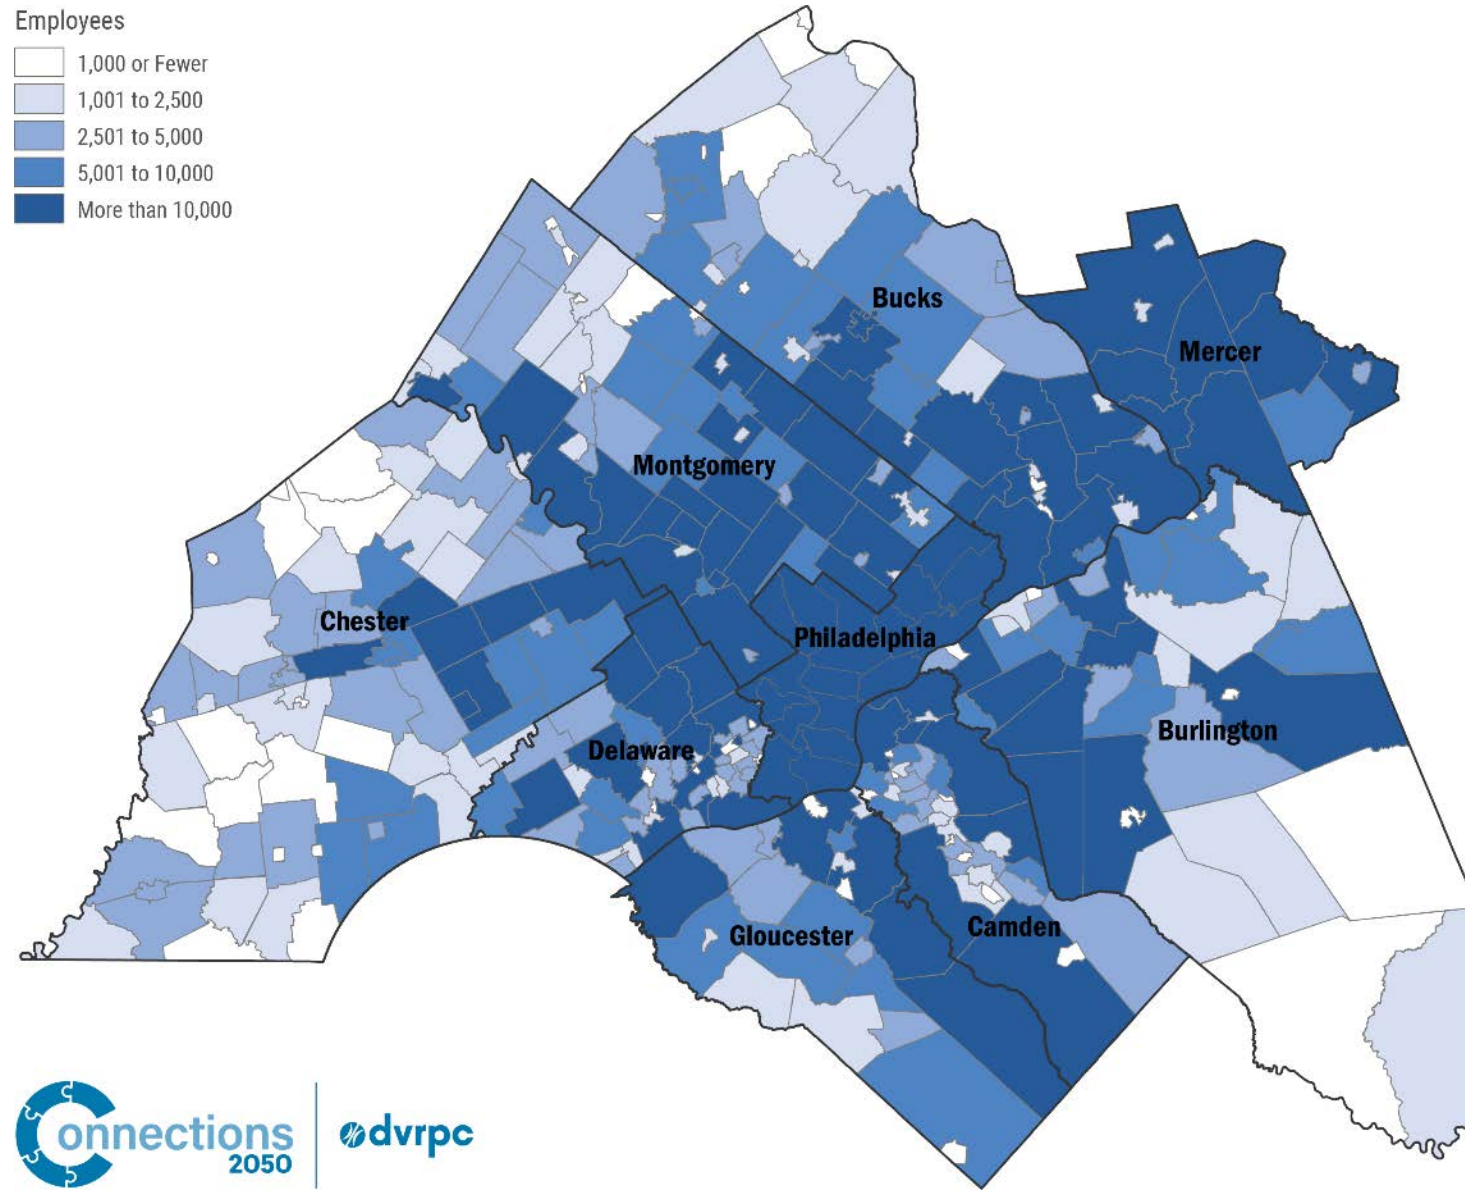 Employees
1,000 or Fewer
1,001 to 2,500
2,501 to 5,000
5,001 to 10,000
More than 10,000
Bucks
Mercer
Montgomery
Chester
Philadelphia
Burlington
Delaware
Camden
Gloucester
Connections
2050
dvrpc